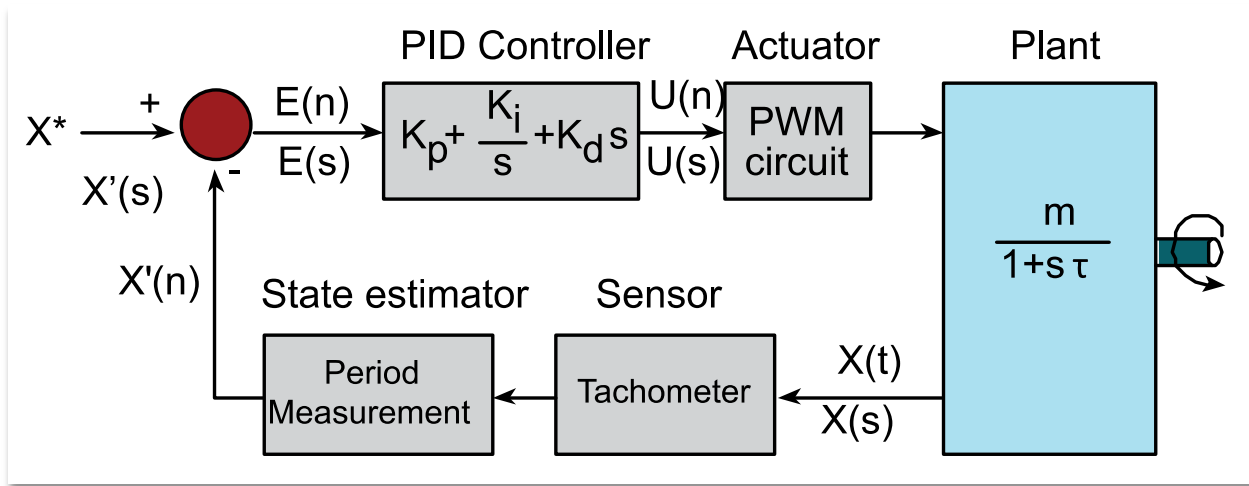 PID Controller
Actuator
Plant
X*
+
-
X’(s)
E(n)
E(s)
Kp+ Ki/s +Kd s
U(n)
U(s)
PWM
circuit
m
1+s τ
X'(n)
State estimator
Sensor
Period
Measurement
Tachometer
X(t)
X(s)